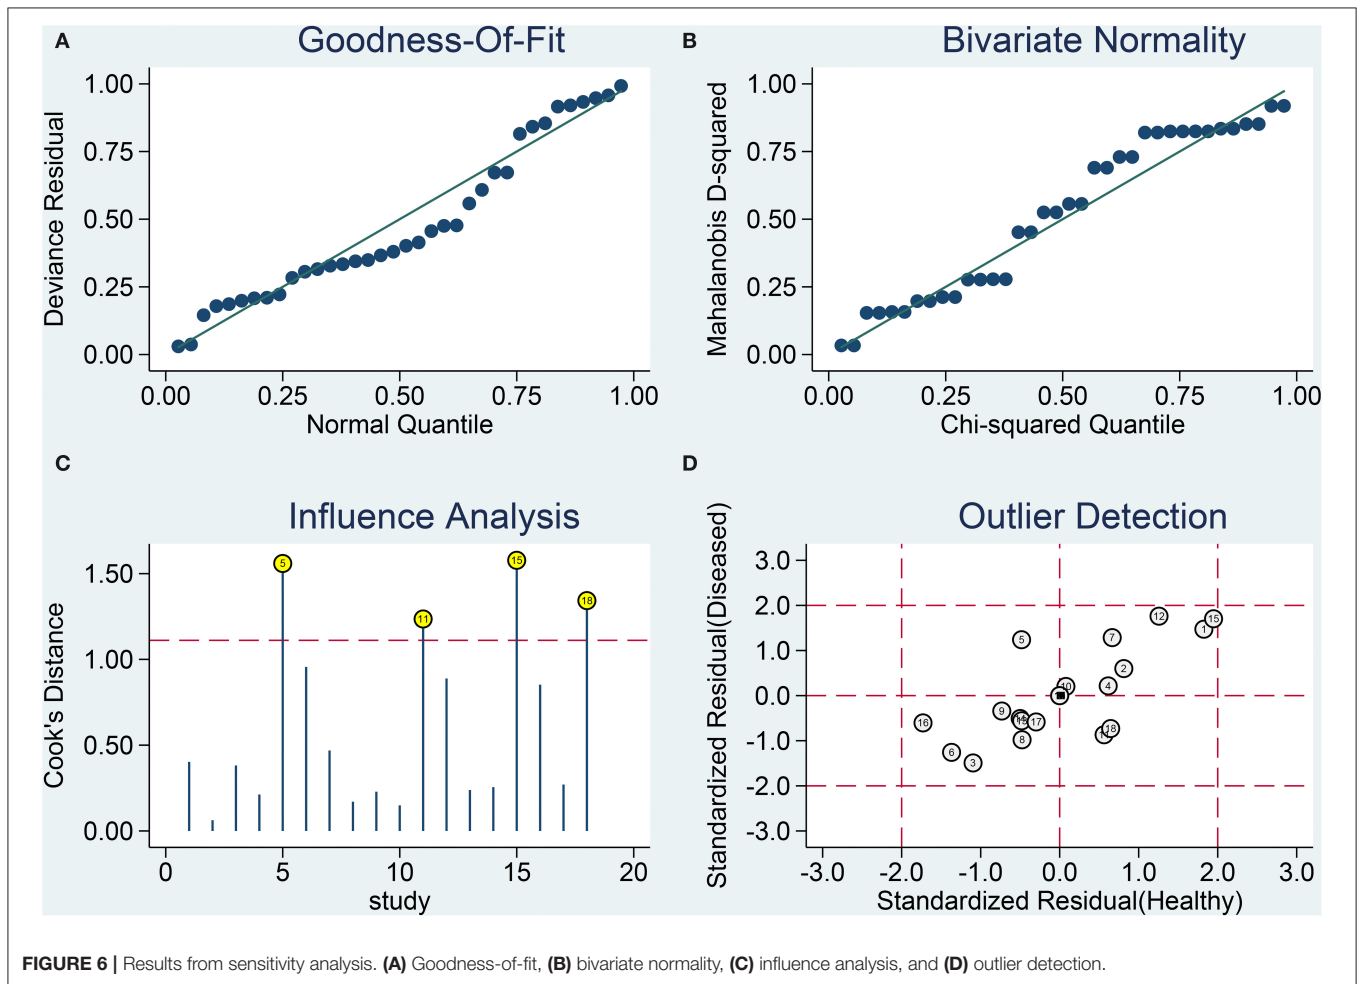 A
Goodness-Of-Fit
Deviance Residual
1.00
0.75
0.50
0.25
0.00
0.00 0.25 0.50 0.75 1.00
Normal Quantile
B
Bivariate Normality
Mahalanobis D-squared
1.00
0.75
0.50
0.25
0.00
0.00 0.25 0.50 0.75 1.00
Chi-squared Quantile
C
Influence Analysis
Cook's Distance
1.50
1.00
0.50
0.00
5
11
15
18
0 5 10 15 20
study
D
Outlier Detection
Standardized Residual(Diseased)
3.0
2.0
1.0
0.0
-1.0
-2.0
-3.0
12
15
1
7
5
2
4
10
9
17
16
18
8
6
3
-3.0 -2.0 -1.0 0.0 1.0 2.0 3.0
Standardized Residual(Healthy)
FIGURE 6 | Results from sensitivity analysis. (A) Goodness-of-fit, (B) bivariate normality, (C) influence analysis, and (D) outlier detection.